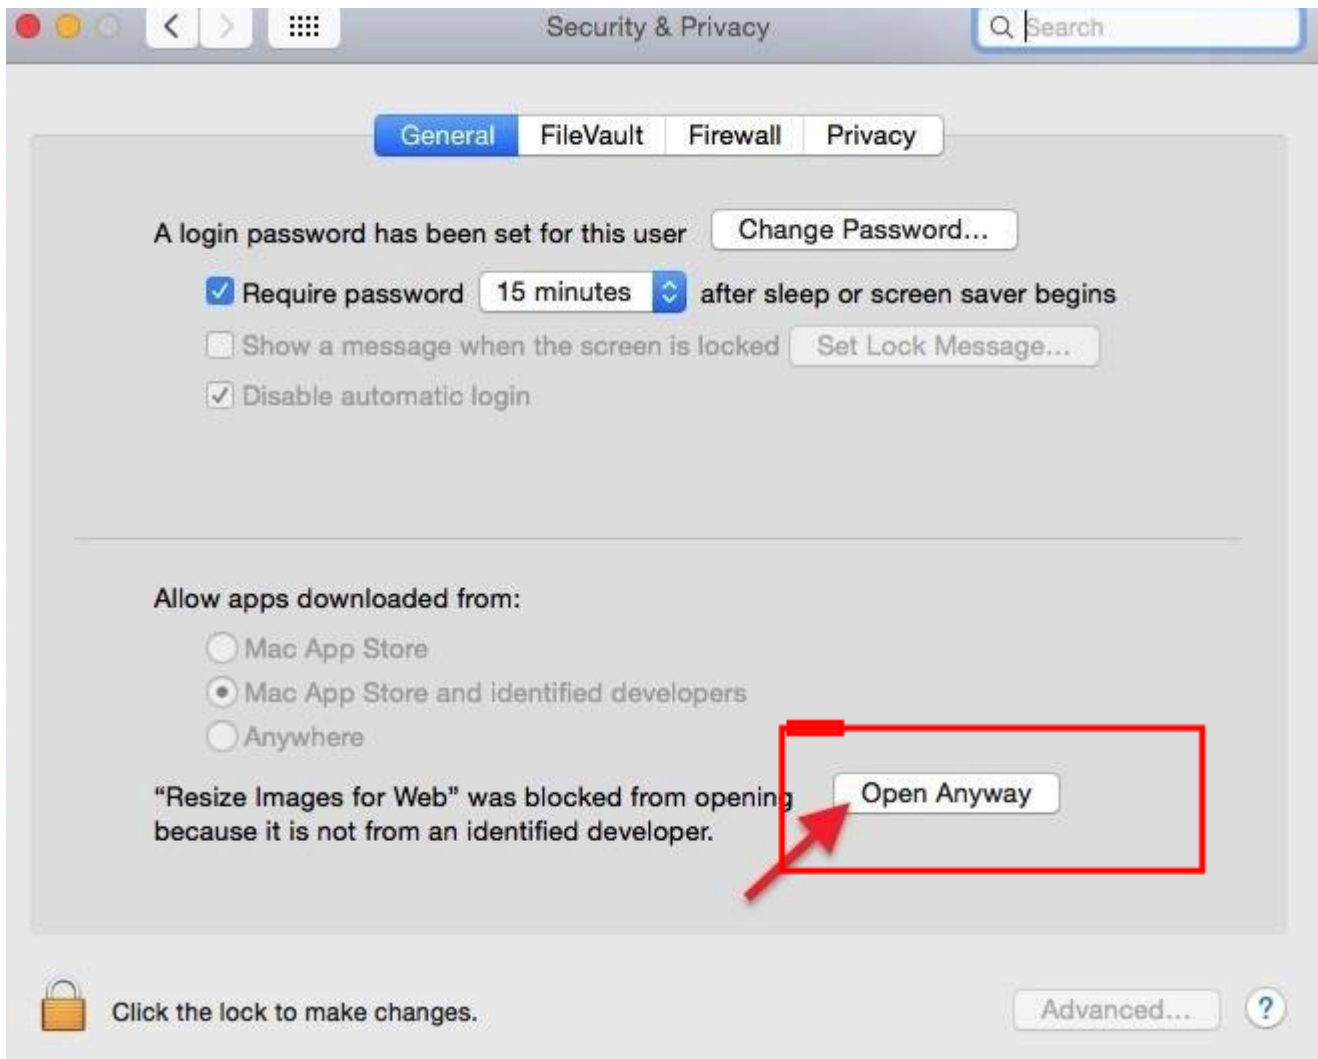 Security & Privacy
Search
General FileVault Firewall Privacy
A login password has been set for this user Change Password...
Require password 15 minutes after sleep or screen saver begins
Show a message when the screen is locked Set Lock Message...
Disable automatic login
Allow apps downloaded from:
Mac App Store
Mac App Store and identified developers
Anywhere
“Resize Images for Web” was blocked from opening Open Anyway
because it is not from an identified developer.
Click the lock to make changes. Advanced... ?